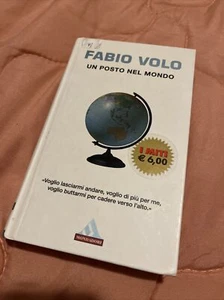 FABIO VOLO
UN POSTO NEL MONDO
I MITI
€ 6,00
«Voglio lasciarmi andare, voglio di più per me,
voglio buttarmi per cadere verso l'alto.»
MONDADORI